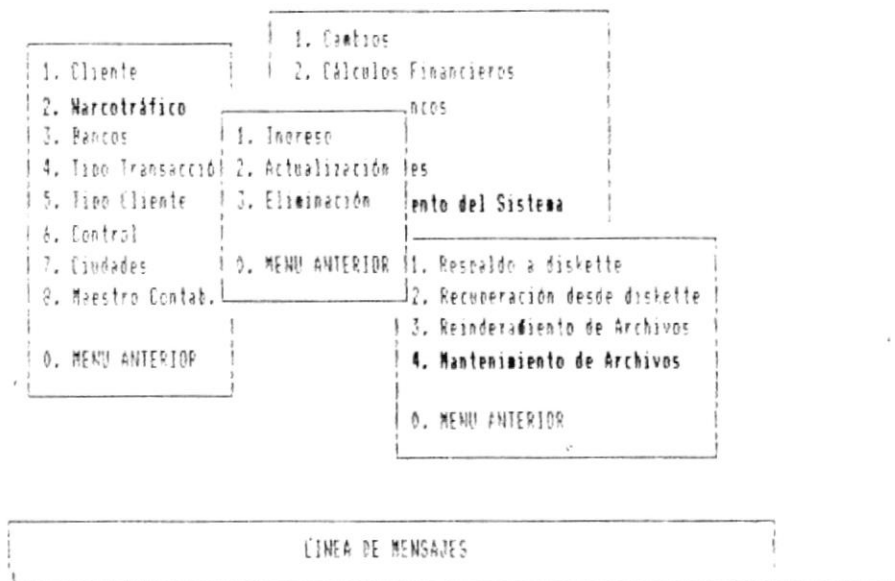 1. Cambios
2. Cálculos Financieros
ncos
les
ento del Sistema
1. Cliente
2. Narcotráfico
3. Bancos
4. Tipo Transacció
5. Tipo Cliente
6. Control
7. Ciudades
8. Maestro Contab.
0. MENU ANTERIOR
1. Ingreso
2. Actualización
3. Eliminación
0. MENU ANTERIOR
1. Respaldo a diskette
2. Recuperación desde diskette
3. Reinderamiento de Archivos
4. Mantenimiento de Archivos
0. MENU ANTERIOR
LINEA DE MENSAJES